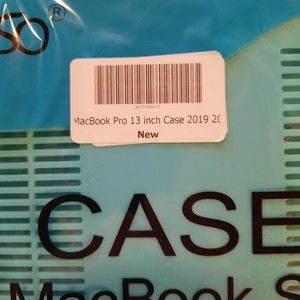 SO®
MacBook Pro 13 inch Case 2019 20
New
CASE
MacBook S